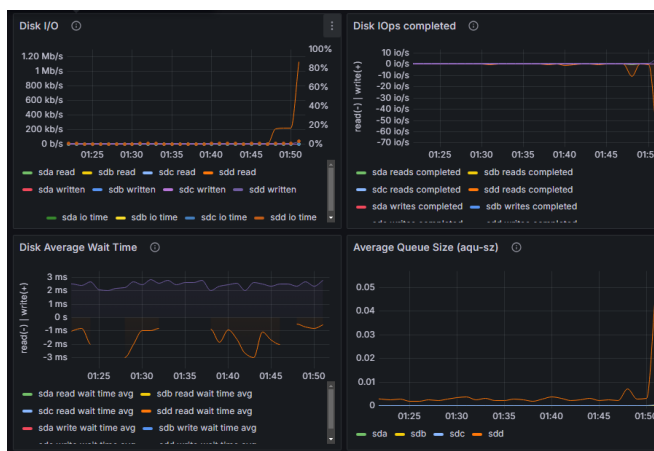 Disk I/O
1.20 Mb/s
1 Mb/s
800 kb/s
600 kb/s
400 kb/s
200 kb/s
0 b/s
100%
80%
60%
40%
20%
0%
01:25 01:30 01:35 01:40 01:45 01:50
sda read sdb read sdc read sdd read
sda written sdb written sdc written sdd written
sda io time sdb io time sdc io time sdd io time
Disk IOps completed
read(-) | write(+)
10 io/s
0 io/s
-10 io/s
-20 io/s
-30 io/s
-40 io/s
-50 io/s
-60 io/s
-70 io/s
01:25 01:30 01:35 01:40 01:45
sda reads completed sdb reads completed
sdc reads completed sdd reads completed
sda writes completed sdb writes completed
Disk Average Wait Time
read(-) | write(+)
3 ms
2 ms
1 ms
0 s
-1 ms
-2 ms
-3 ms
01:25 01:30 01:35 01:40 01:45 01:50
sda read wait time avg sdb read wait time avg
sdc read wait time avg sdd read wait time avg
sda write wait time avg sdb write wait time avg
Average Queue Size (aqu-sz)
0.05
0.04
0.03
0.02
0.01
0
01:25 01:30 01:35 01:40 01:45 01:50
sda sdb sdc sdd